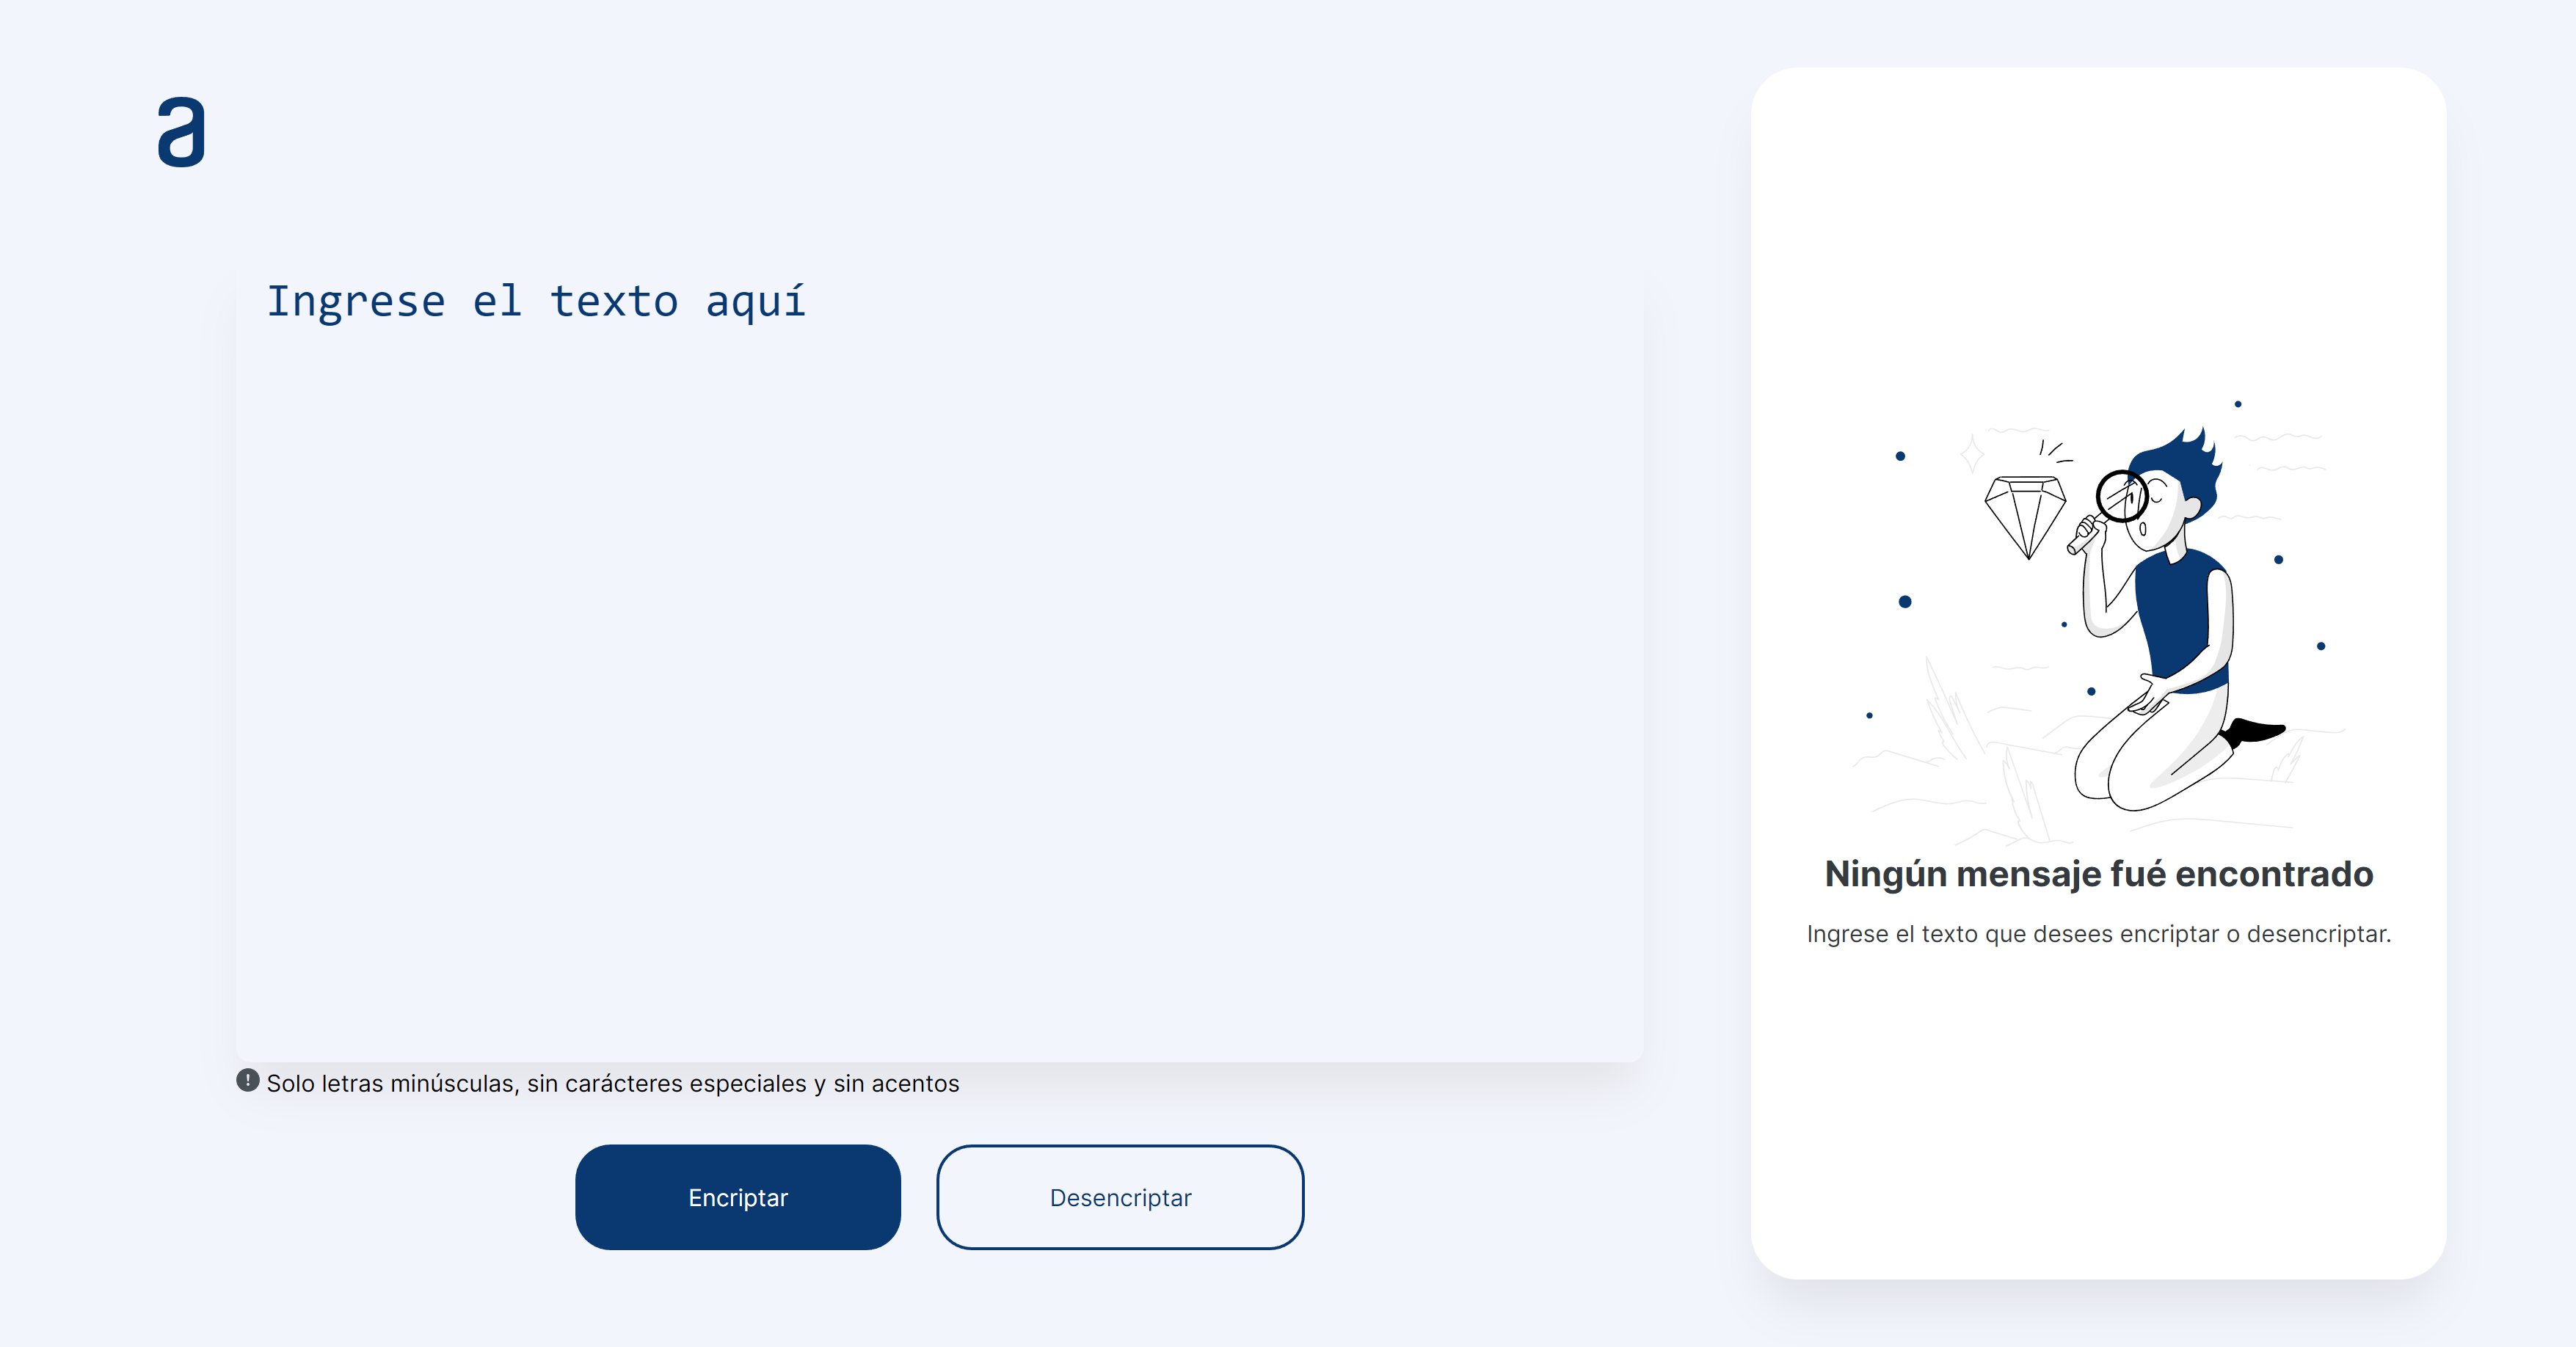 a
Ingrese el texto aquí
Solo letras minúsculas, sin carácteres especiales y sin acentos
Encriptar
Desencriptar
Ningún mensaje fué encontrado
Ingrese el texto que desees encriptar o desencriptar.